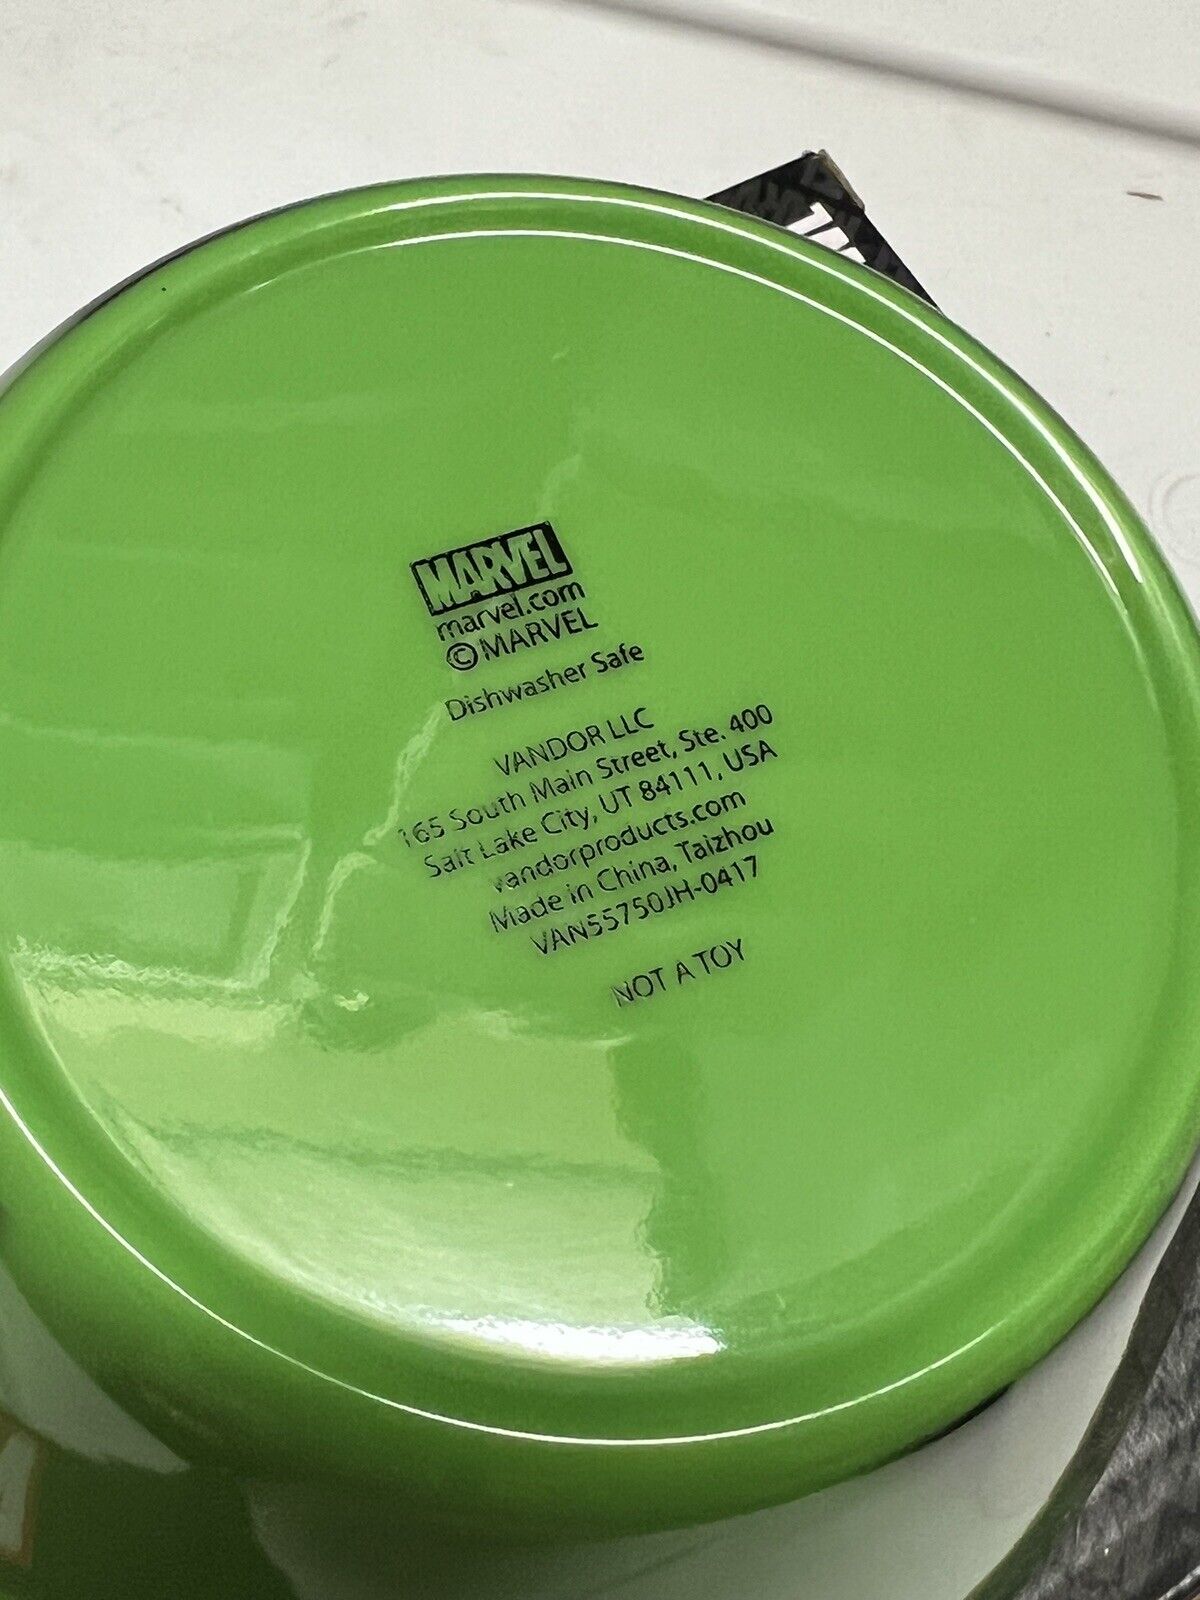 MARVEL
marvel.com
© MARVEL
Dishwasher Safe
VANDOR LLC
165 South Main Street, Ste. 400
Salt Lake City, UT 84111, USA
vandorproducts.com
Made in China, Taizhou
VAN55750JH-0417
NOT A TOY